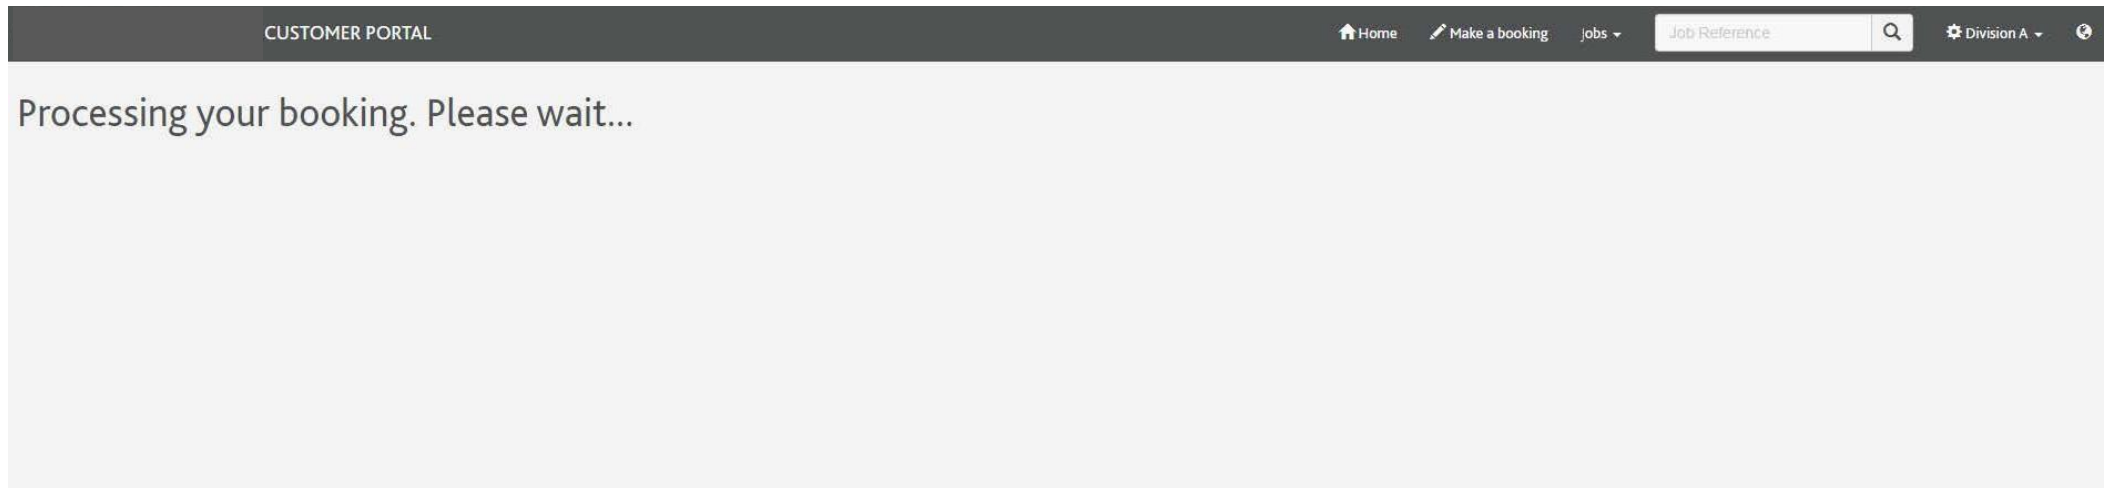 CUSTOMER PORTAL Home Make a booking Jobs Job Reference Division A
Processing your booking. Please wait...